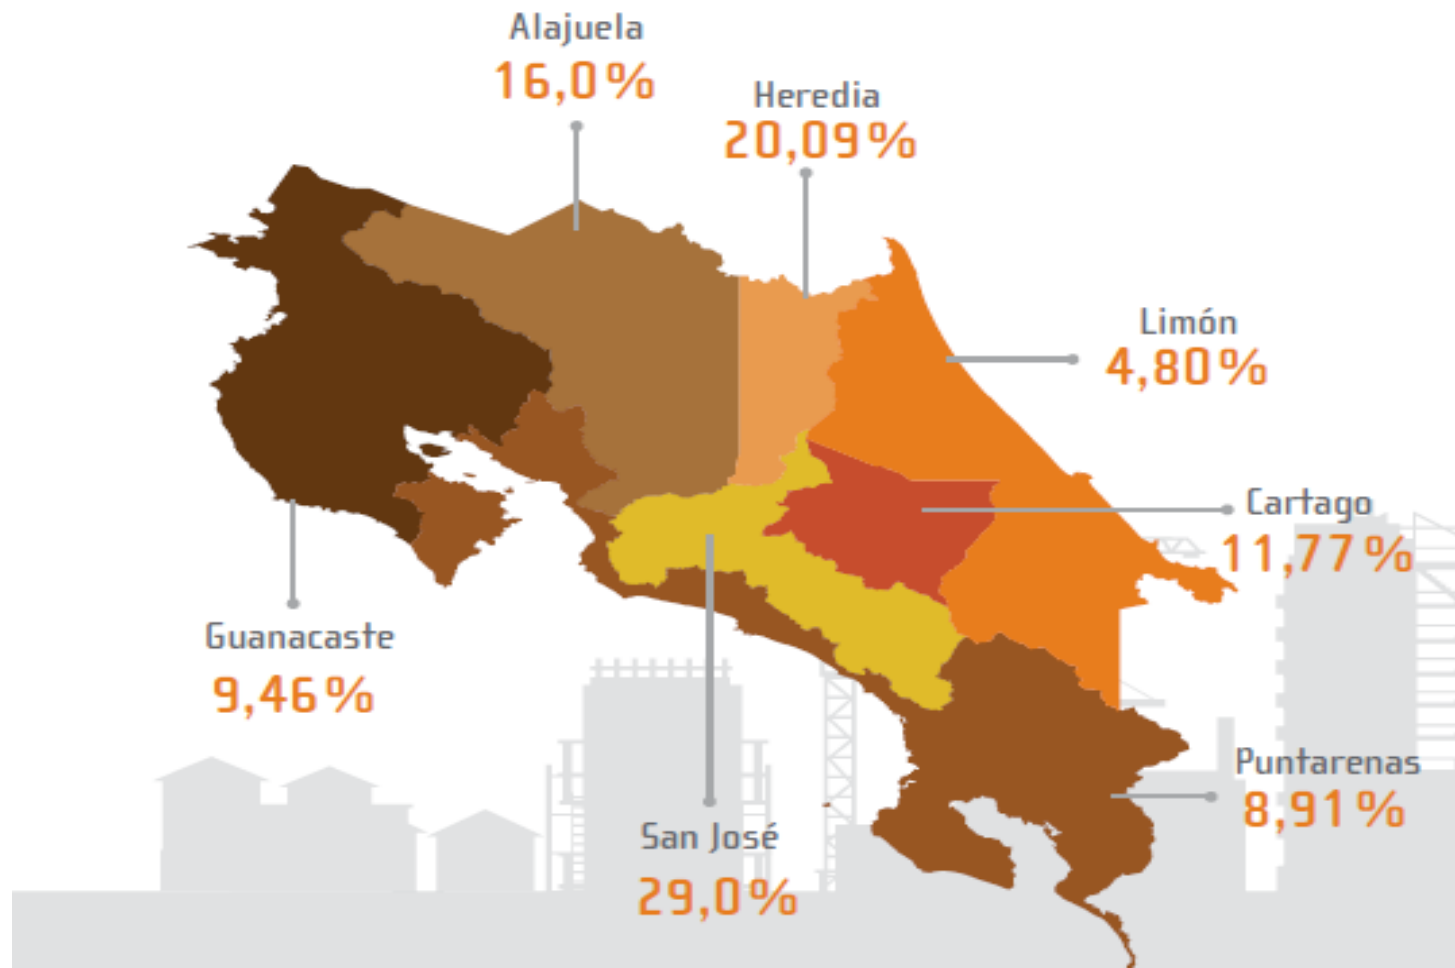 Alajuela
16,0%
Heredia
20,09%
Limón
4,80%
Cartago
11,77%
Guanacaste
9,46%
Puntarenas
8,91%
San José
29,0%